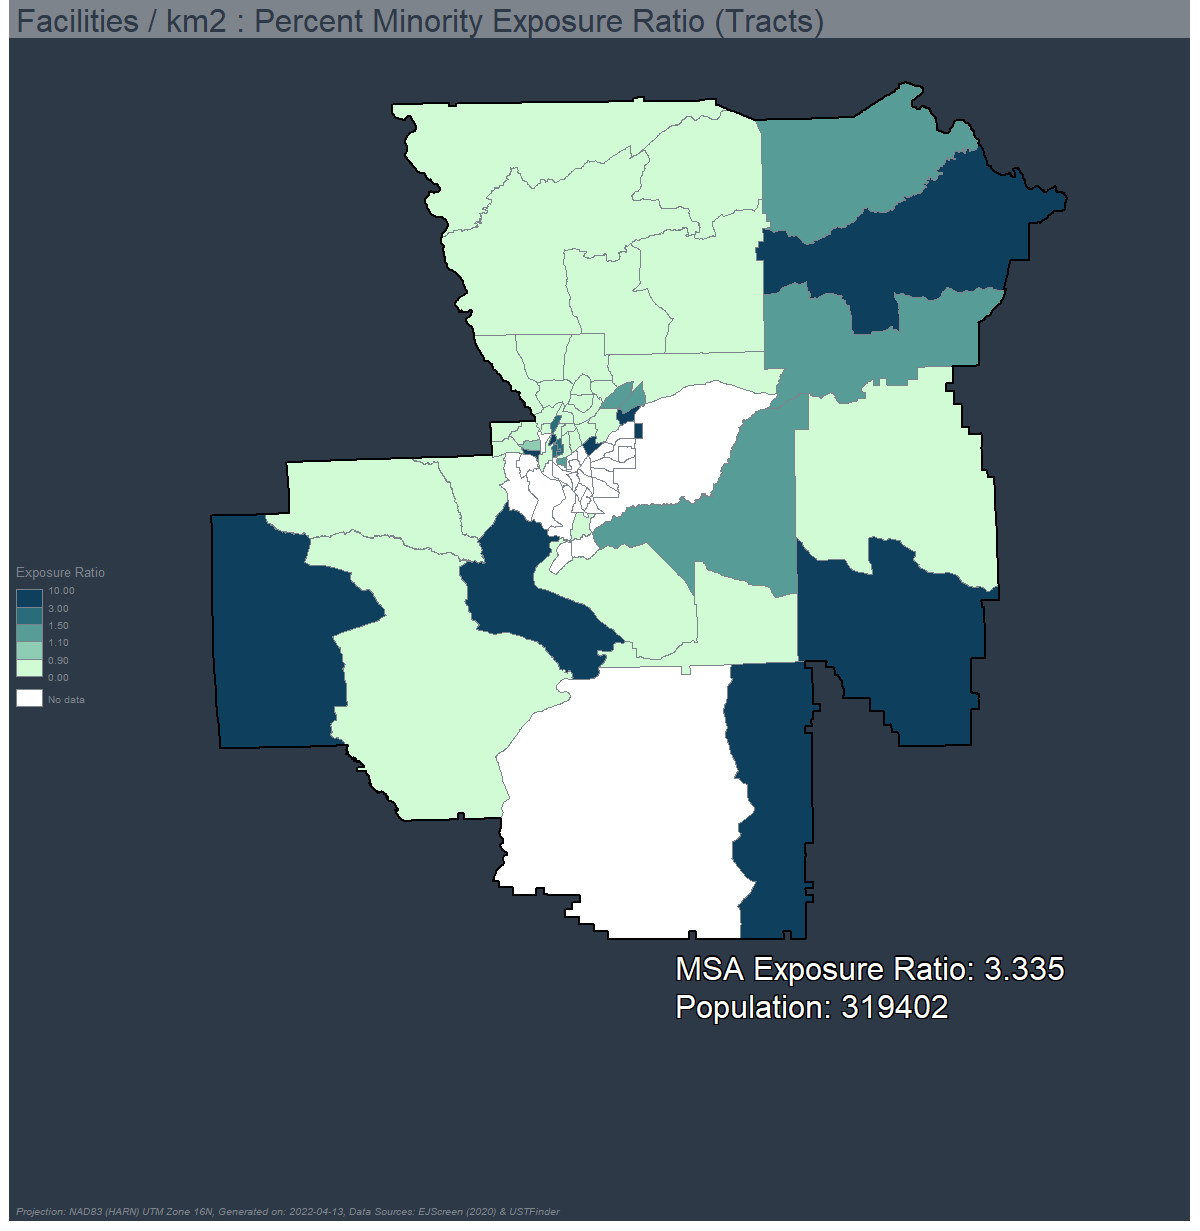 Facilities / km2 : Percent Minority Exposure Ratio (Tracts)
Exposure Ratio
10.00
3.00
1.50
1.10
0.90
0.00
No data
MSA Exposure Ratio: 3.335
Population: 319402
Projection: NAD83 (HARN) UTM Zone 16N, Generated on: 2022-04-13, Data Sources: EJScreen (2020) & USTFinder